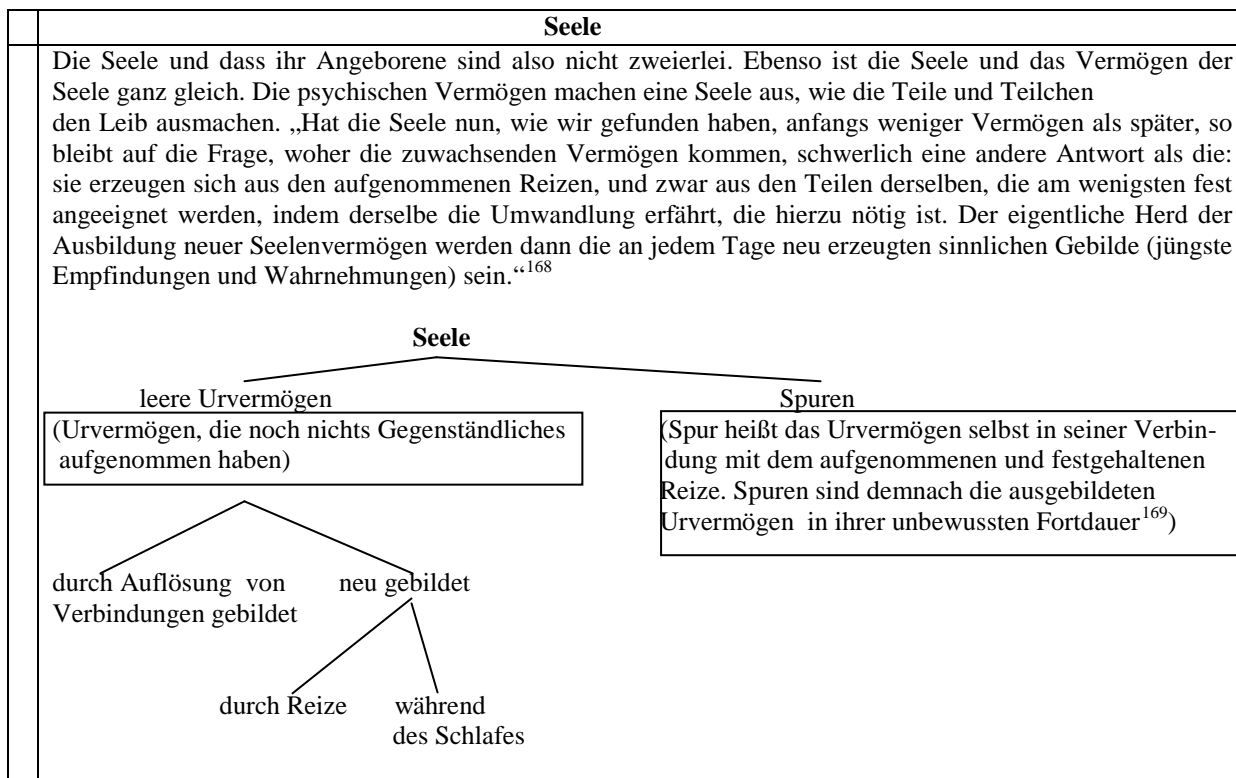 Seele
Die Seele und dass ihr Angeborene sind also nicht zweierlei. Ebenso ist die Seele und das Vermögen der
Seele ganz gleich. Die psychischen Vermögen machen eine Seele aus, wie die Teile und Teilchen
den Leib ausmachen. „Hat die Seele nun, wie wir gefunden haben, anfangs weniger Vermögen als später, so
bleibt auf die Frage, woher die zuwachsenden Vermögen kommen, schwerlich eine andere Antwort als die:
sie erzeugen sich aus den aufgenommenen Reizen, und zwar aus den Teilen derselben, die am wenigsten fest
angeeignet werden, indem derselbe die Umwandlung erfährt, die hierzu nötig ist. Der eigentliche Herd der
Ausbildung neuer Seelenvermögen werden dann die an jedem Tage neu erzeugten sinnlichen Gebilde (jüngste
Empfindungen und Wahrnehmungen) sein.“168
Seele
leere Urvermögen
(Urvermögen, die noch nichts Gegenständliches
aufgenommen haben)
Spuren
(Spur heißt das Urvermögen selbst in seiner Verbin-
dung mit dem aufgenommenen und festgehaltenen
Reize. Spuren sind demnach die ausgebildeten
Urvermögen in ihrer unbewussten Fortdauer169)
durch Auflösung von
Verbindungen gebildet
neu gebildet
durch Reize
während
des Schlafes